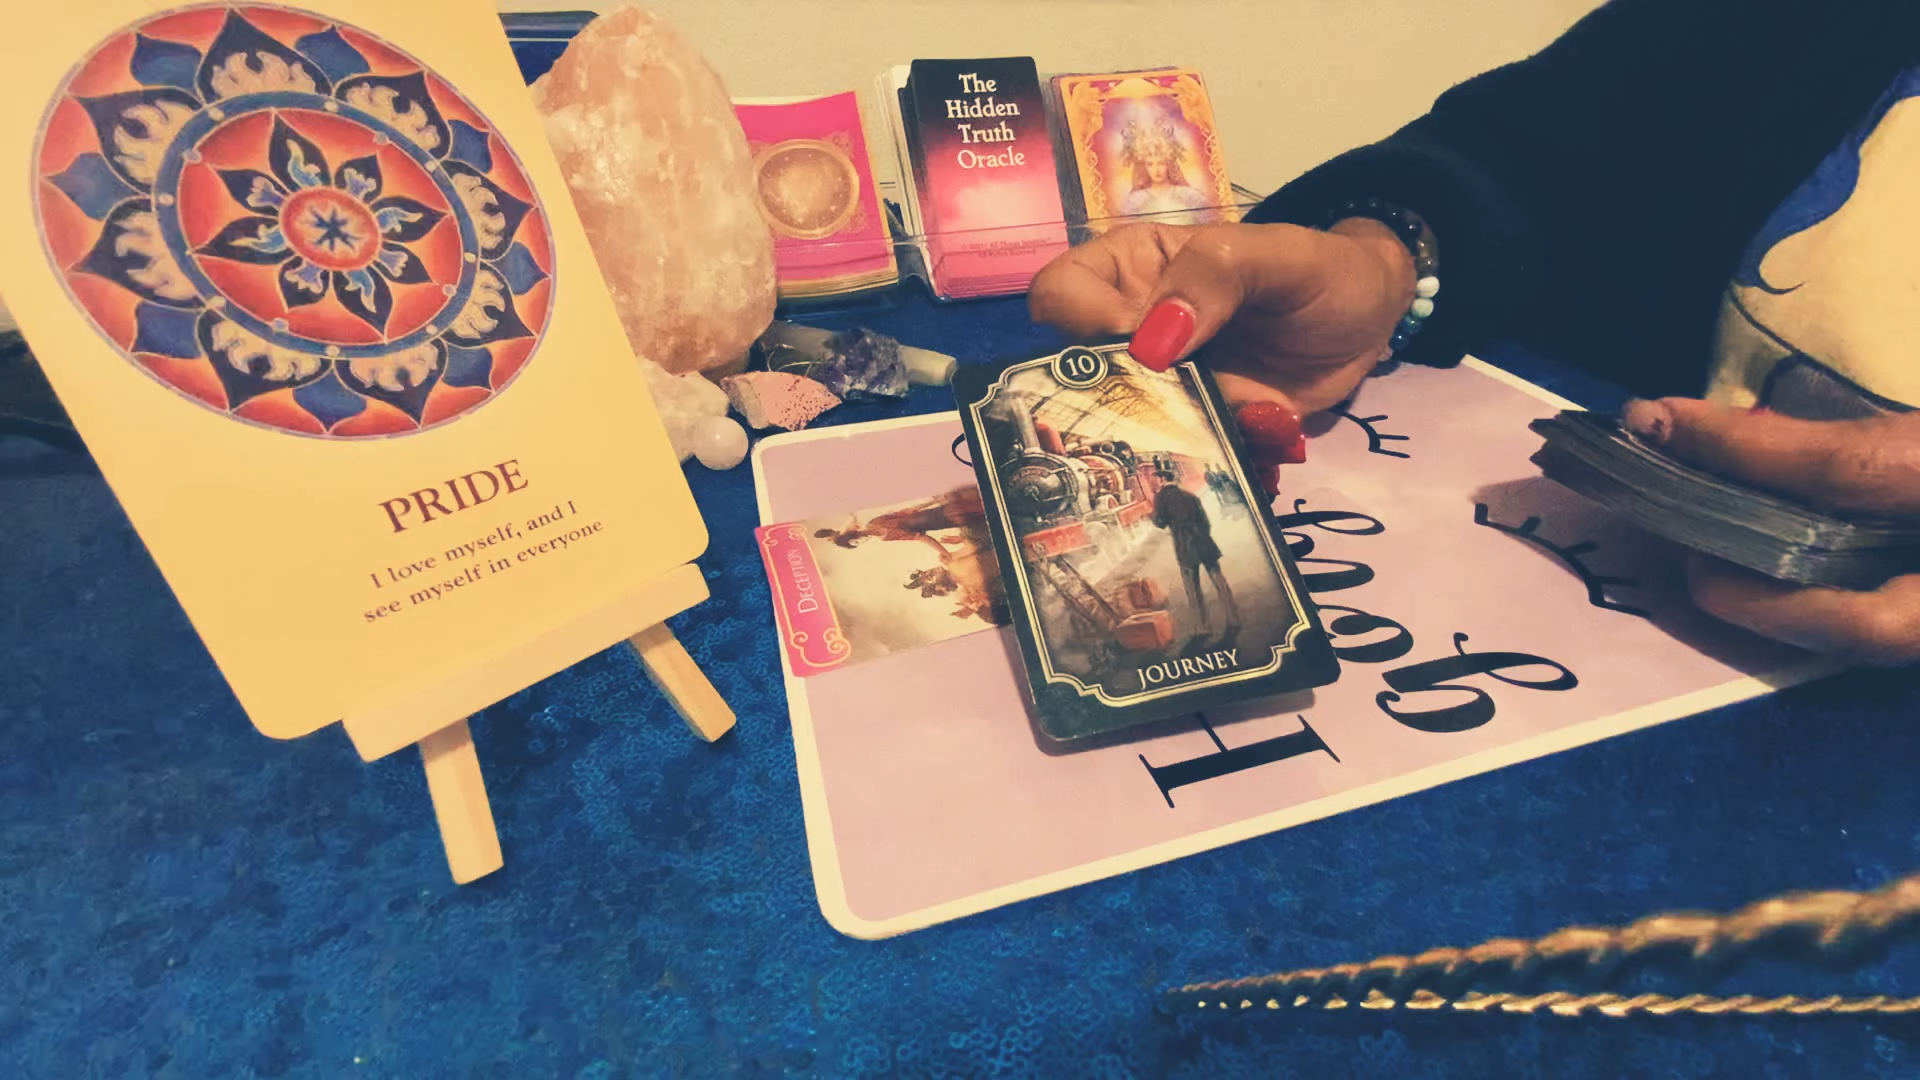 PRIDE
I love myself, and I
see myself in everyone
The
Hidden
Truth
Oracle
10
JOURNEY
DECEPTION